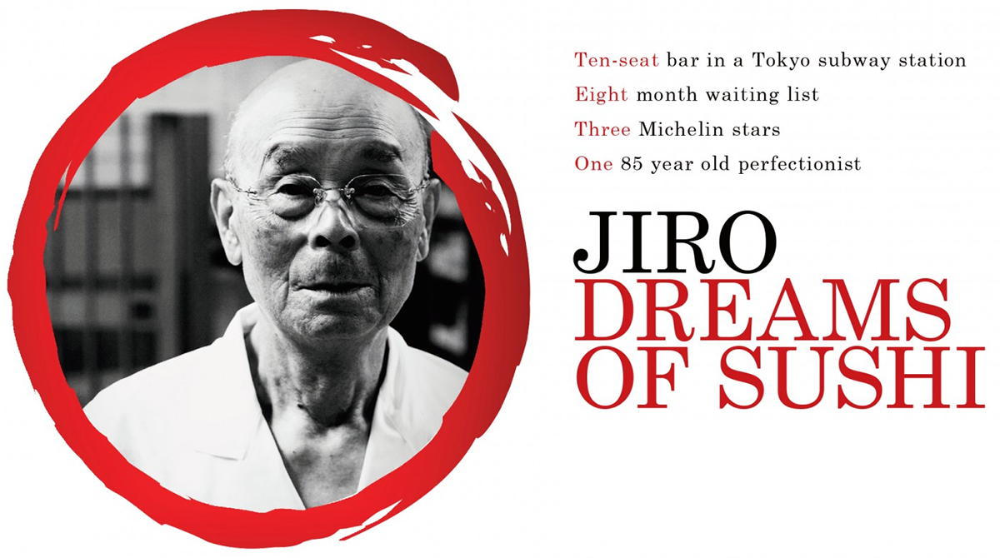 Ten-seat bar in a Tokyo subway station
Eight month waiting list
Three Michelin stars
One 85 year old perfectionist
JIRO
DREAMS
OF SUSHI